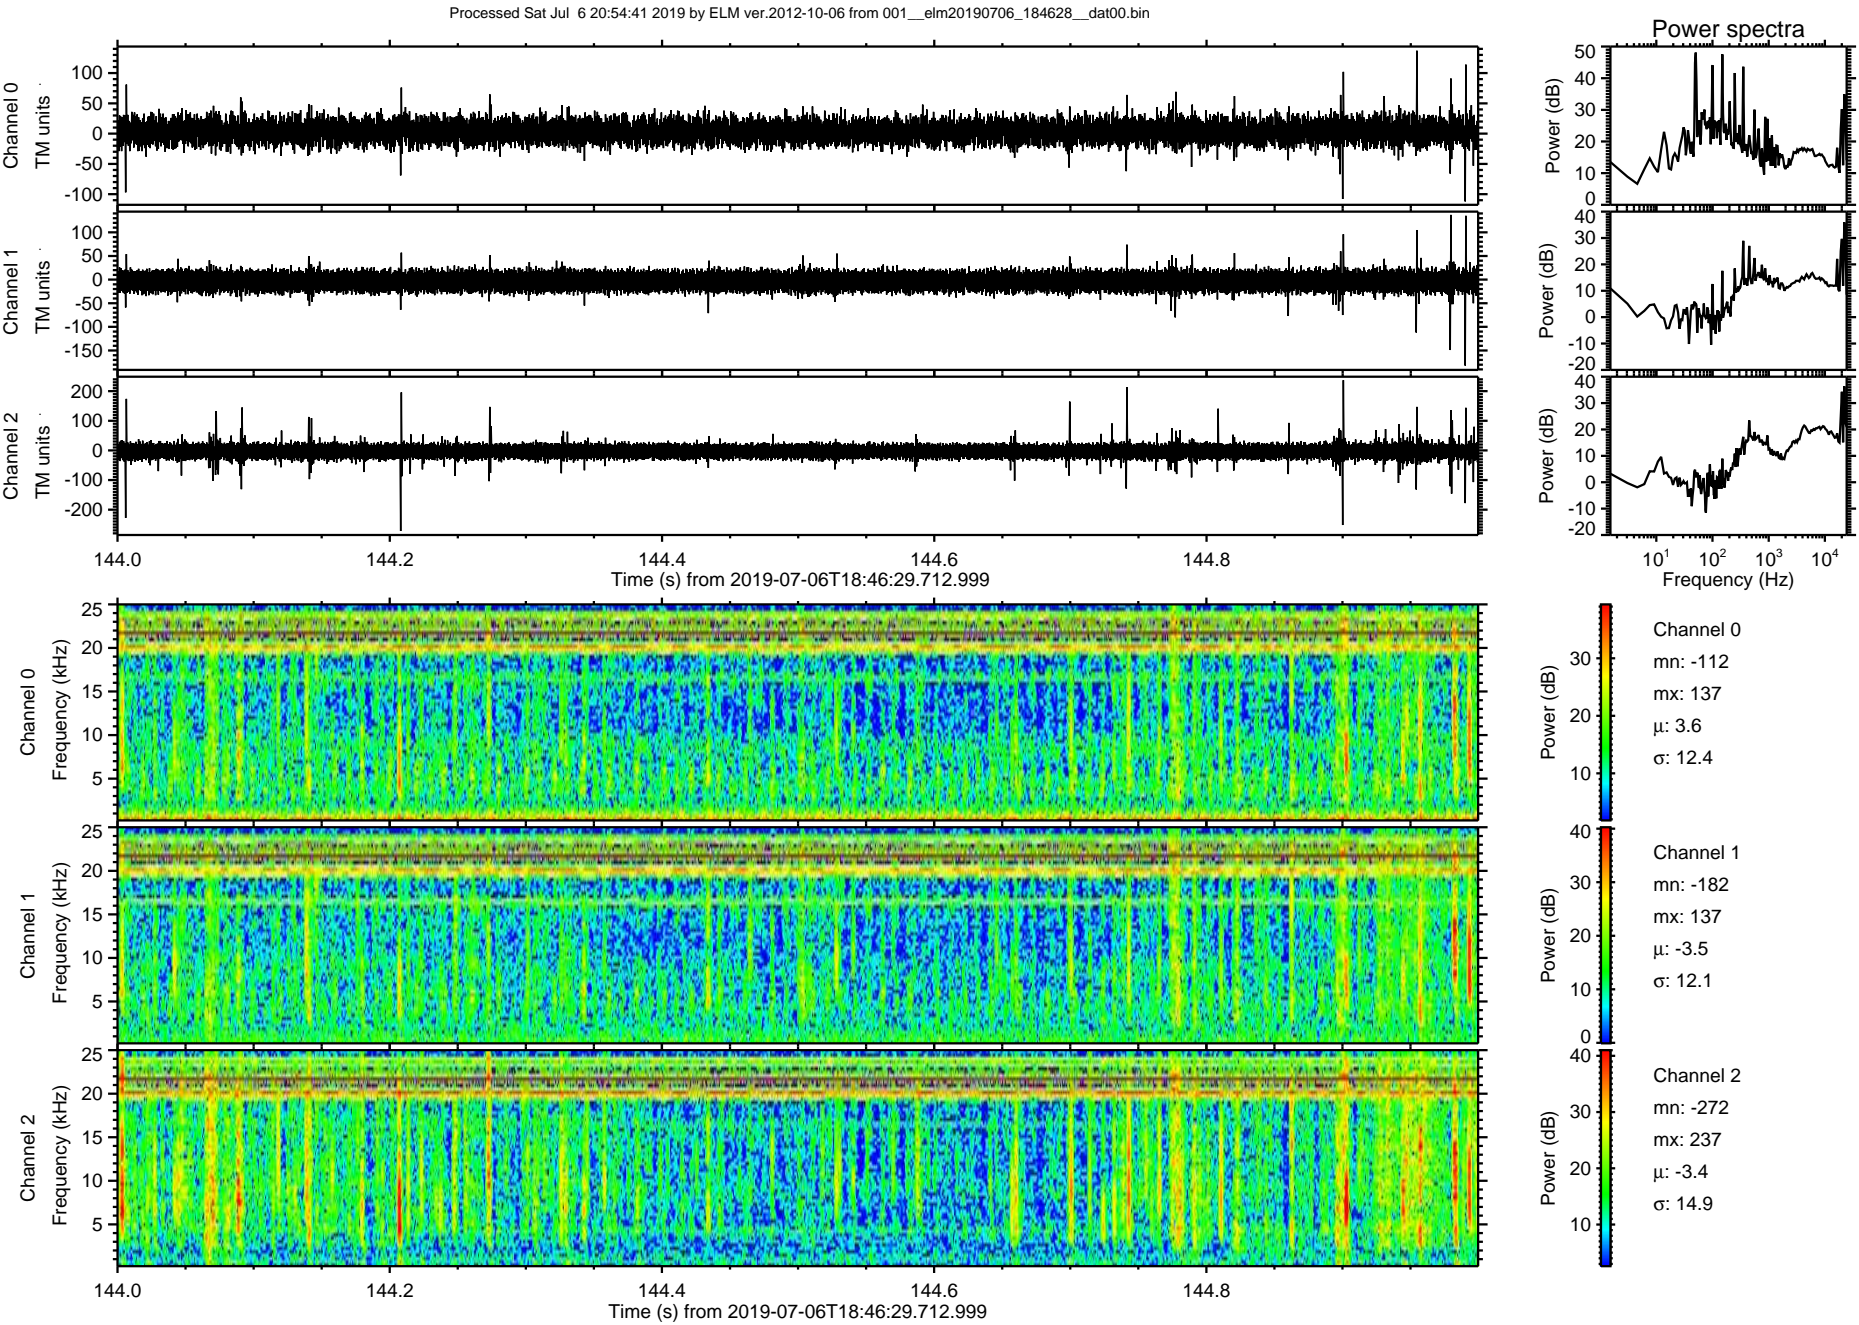 Processed Sat Jul  6 20:54:41 2019 by ELM ver.2012-10-06 from 001__elm20190706_184628__dat00.bin
Power spectra
Channel 0
TM units
100
50
0
-50
-100
Power (dB)
50
40
30
20
10
0
Channel 1
TM units
100
50
0
-50
-100
-150
Power (dB)
40
30
20
10
0
-10
-20
Channel 2
TM units
200
100
0
-100
-200
Power (dB)
40
30
20
10
0
-10
-20
144.0 144.2 144.4 144.6 144.8
Time (s) from 2019-07-06T18:46:29.712.999
10^1 10^2 10^3 10^4
Frequency (Hz)
Channel 0
Frequency (kHz)
25
20
15
10
5
Power (dB)
30
20
10
Channel 0
mn: -112
mx: 137
μ: 3.6
σ: 12.4
Channel 1
Frequency (kHz)
25
20
15
10
5
Power (dB)
40
30
20
10
0
Channel 1
mn: -182
mx: 137
μ: -3.5
σ: 12.1
Channel 2
Frequency (kHz)
25
20
15
10
5
Power (dB)
40
30
20
10
Channel 2
mn: -272
mx: 237
μ: -3.4
σ: 14.9
144.0 144.2 144.4 144.6 144.8
Time (s) from 2019-07-06T18:46:29.712.999